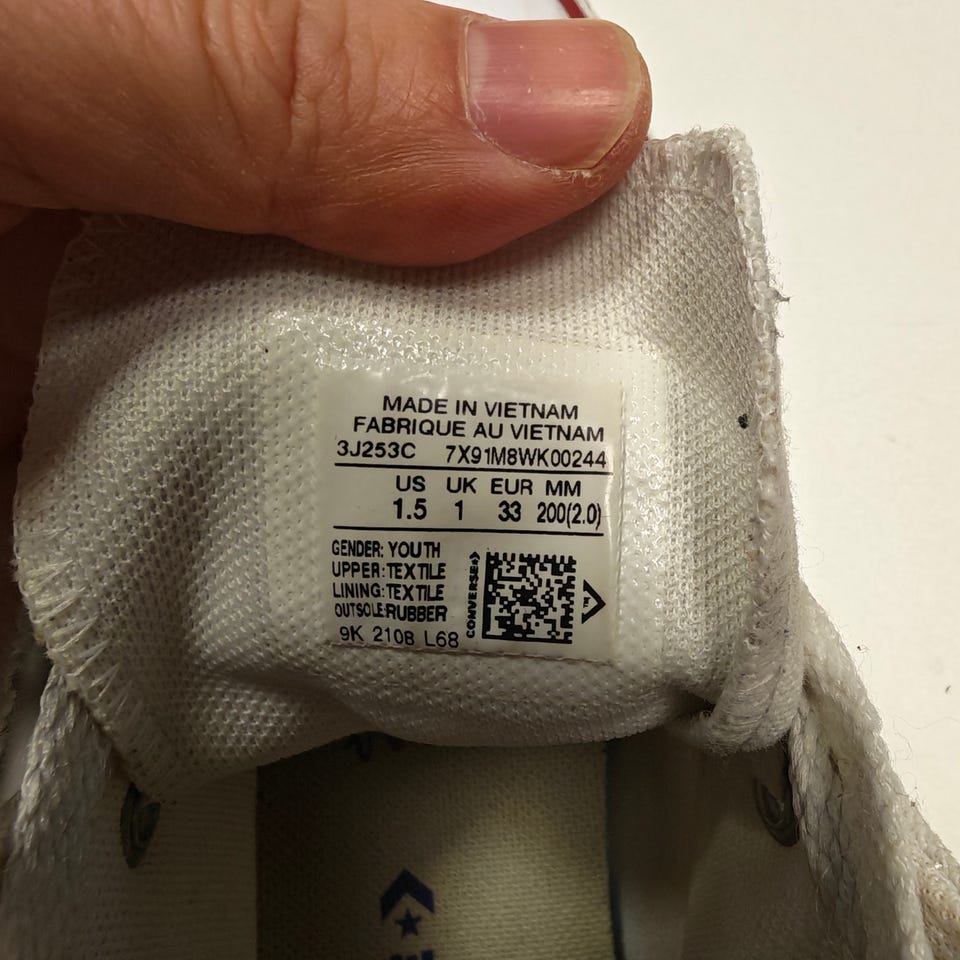 MADE IN VIETNAM
FABRIQUE AU VIETNAM
3J253C 7X91M8WK00244
US UK EUR MM
1.5 1 33 200(2.0)
GENDER: YOUTH
UPPER: TEXTILE
LINING: TEXTILE
OUTSOLE: RUBBER
9K 2108 L68
CONVERSE
TM